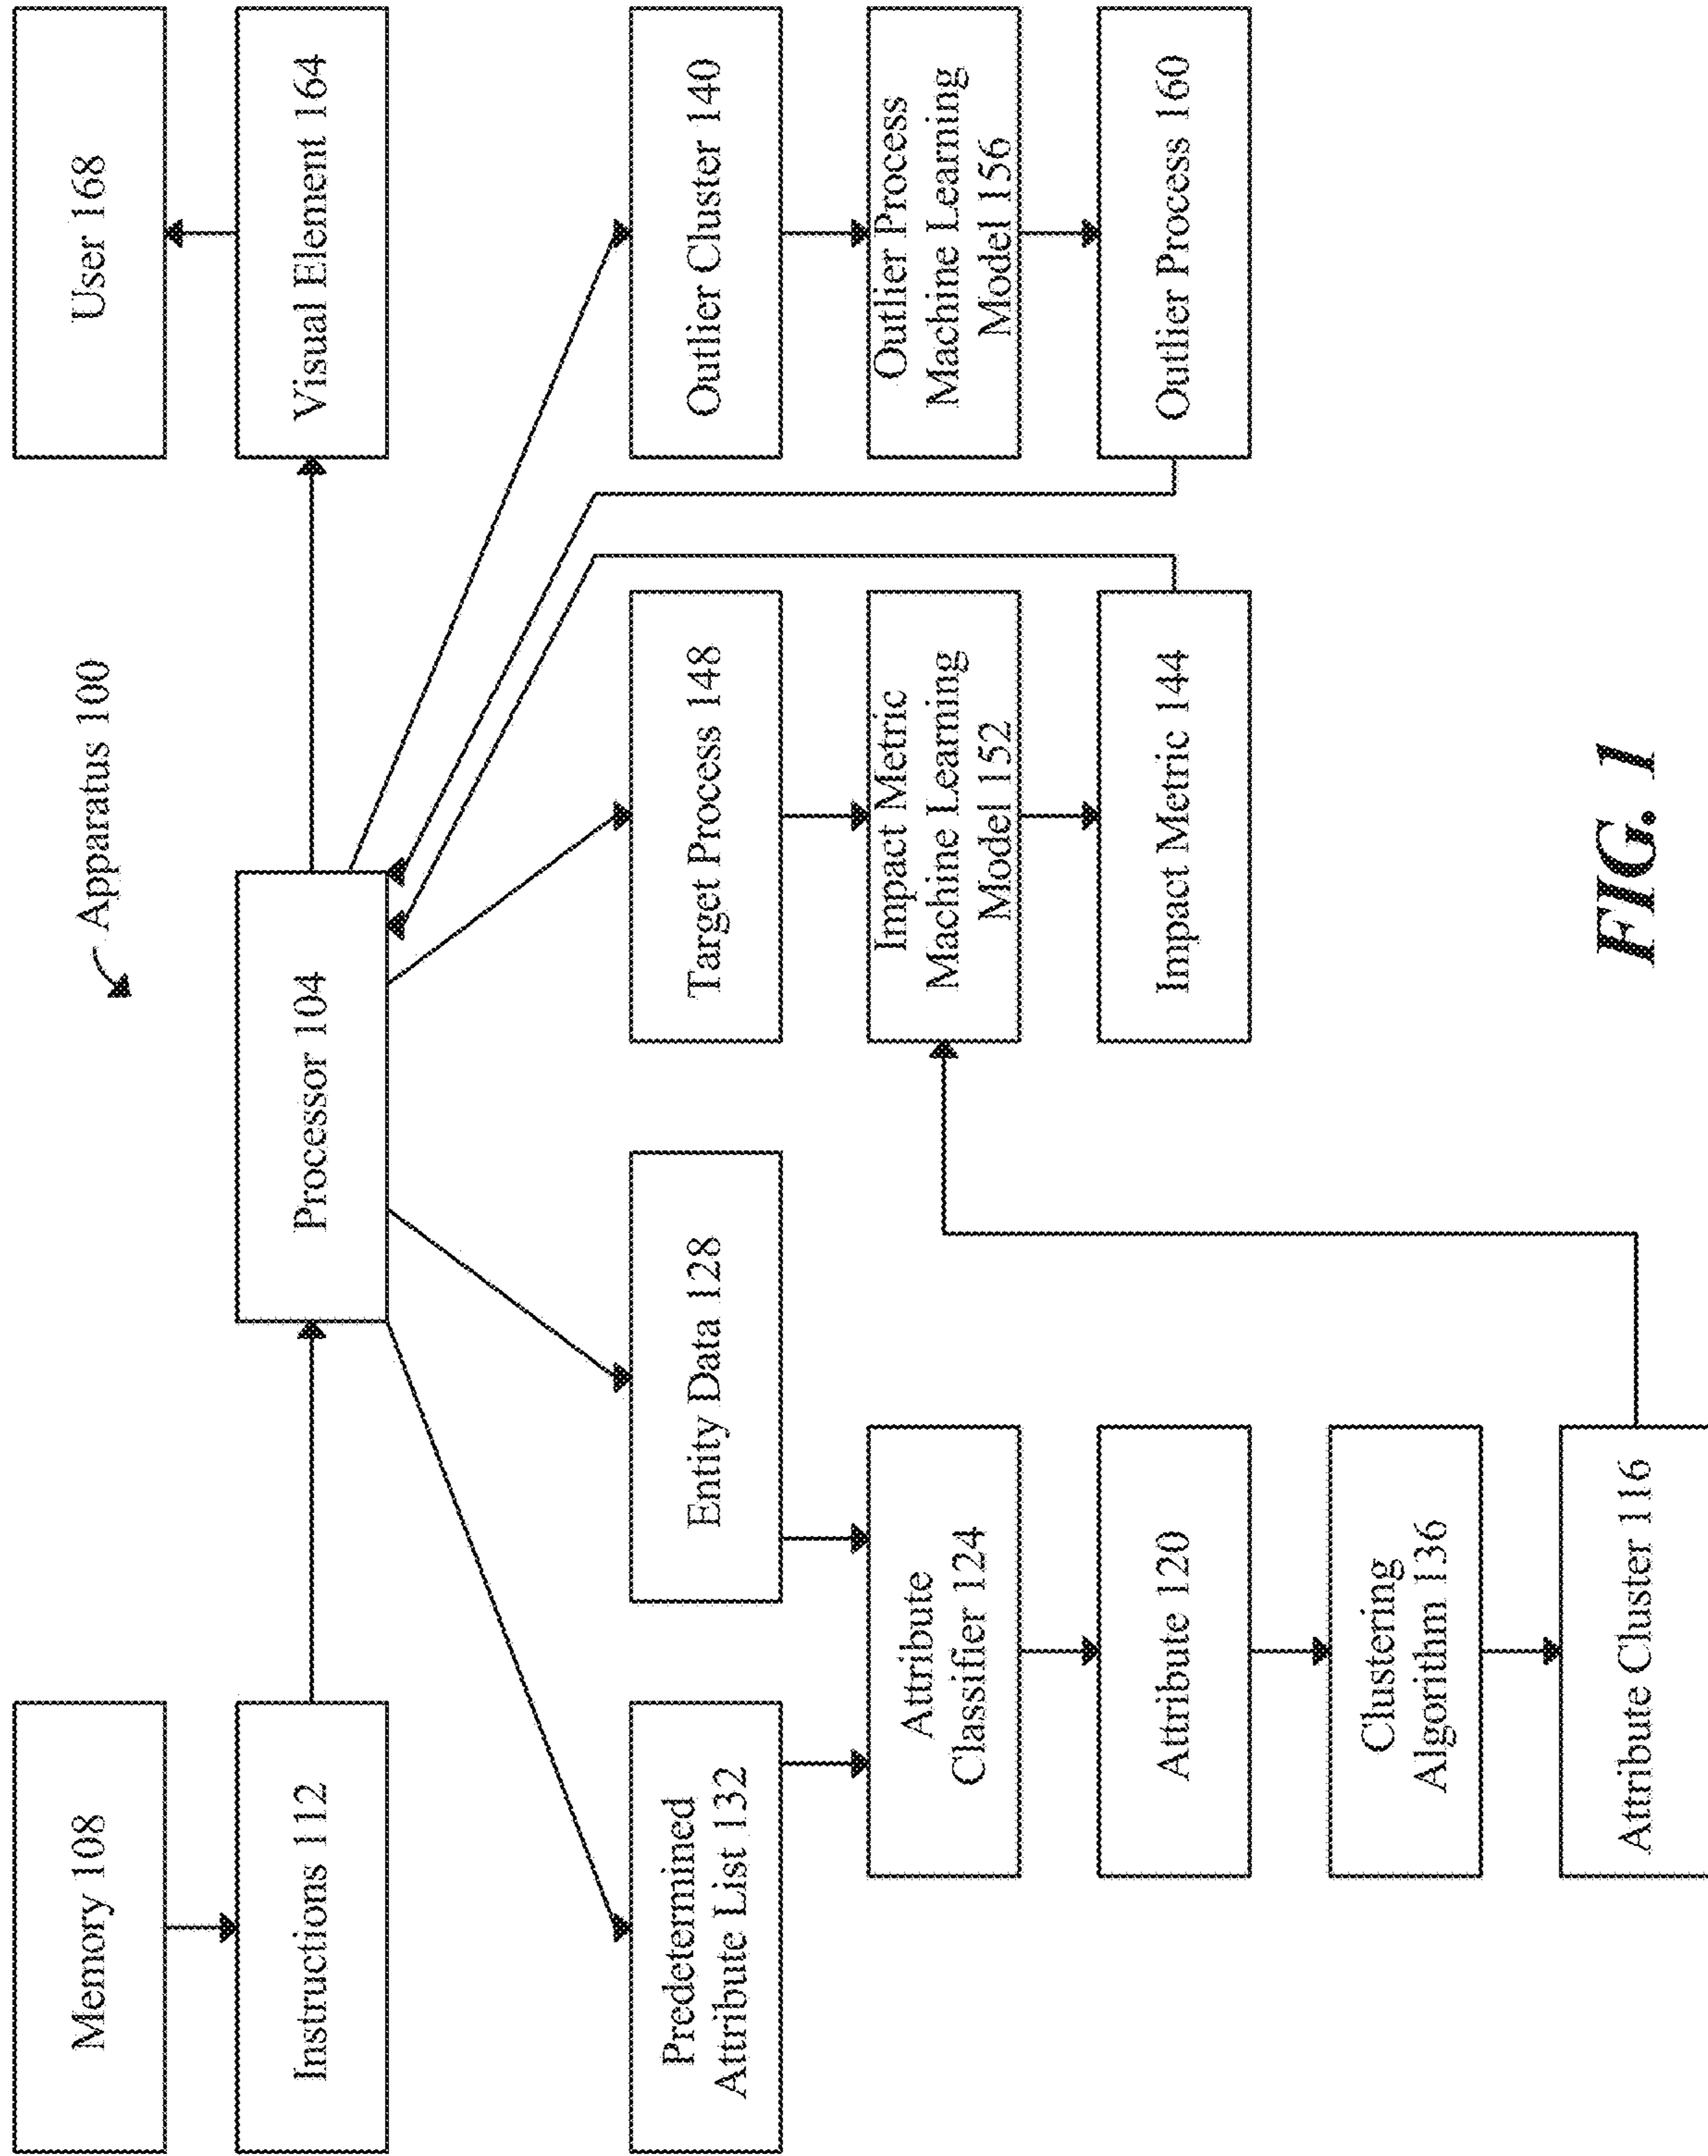 Apparatus 100
Memory 108
User 168
Instructions 112
Processor 104
Visual Element 164
Predetermined
Attribute List 132
Entity Data 128
Target Process 148
Outlier Cluster 140
Attribute
Classifier 124
Impact Metric
Machine Learning
Model 152
Outlier Process
Machine Learning
Model 156
Attribute 120
Impact Metric 144
Outlier Process 160
Clustering
Algorithm 136
Attribute Cluster 116
FIG. 1